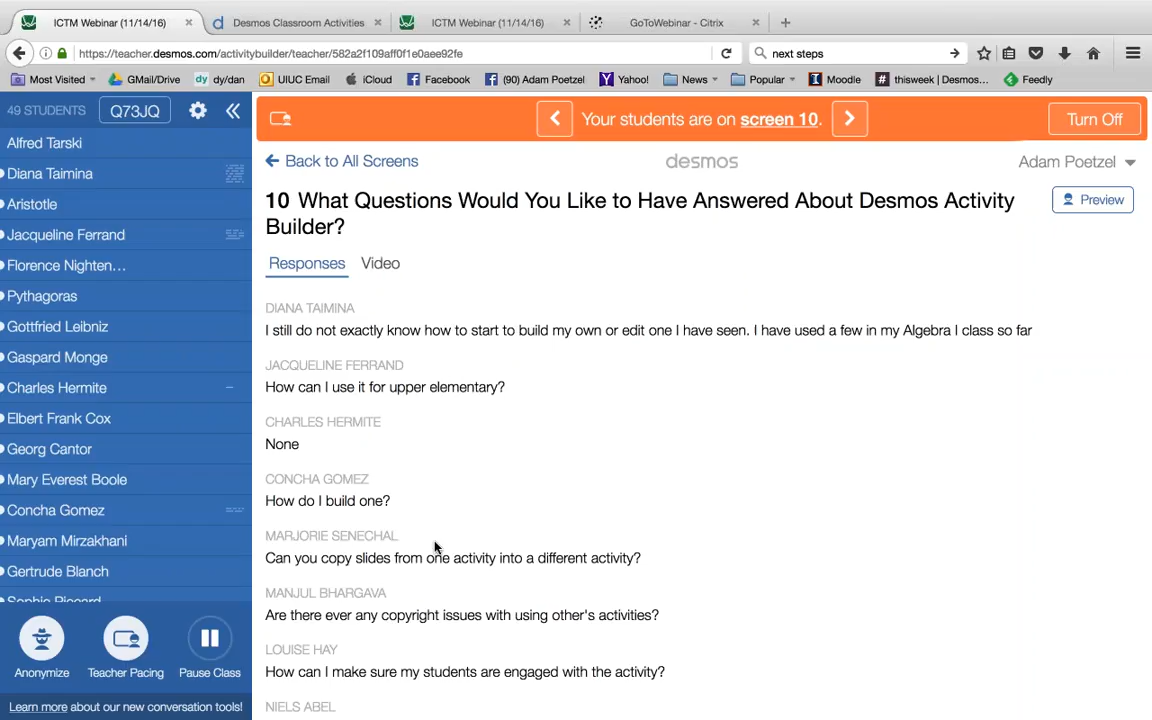 ICTM Webinar (11/14/16) × Desmos Classroom Activities × ICTM Webinar (11/14/16) × GoToWebinar - Citrix × +
https://teacher.desmos.com/activitybuilder/teacher/582a2f109aff0f1e0aee92fe
next steps
Most Visited GMail/Drive dy/dan UIUC Email iCloud Facebook (90) Adam Poetzel Yahoo! News Popular Moodle thisweek | Desmos... Feedly
49 STUDENTS Q73JQ
Your students are on screen 10. Turn Off
Alfred Tarski
Diana Taimina
Aristotle
Jacqueline Ferrand
Florence Nighten...
Pythagoras
Gottfried Leibniz
Gaspard Monge
Charles Hermite
Elbert Frank Cox
Georg Cantor
Mary Everest Boole
Concha Gomez
Maryam Mirzakhani
Gertrude Blanch
Sophie Piccard
Anonymize
Teacher Pacing
Pause Class
Learn more about our new conversation tools!
Back to All Screens
desmos
Adam Poetzel
10 What Questions Would You Like to Have Answered About Desmos Activity
Builder?
Preview
Responses Video
DIANA TAIMINA
I still do not exactly know how to start to build my own or edit one I have seen. I have used a few in my Algebra I class so far
JACQUELINE FERRAND
How can I use it for upper elementary?
CHARLES HERMITE
None
CONCHA GOMEZ
How do I build one?
MARJORIE SENECHAL
Can you copy slides from one activity into a different activity?
MANJUL BHARGAVA
Are there ever any copyright issues with using other's activities?
LOUISE HAY
How can I make sure my students are engaged with the activity?
NIELS ABEL